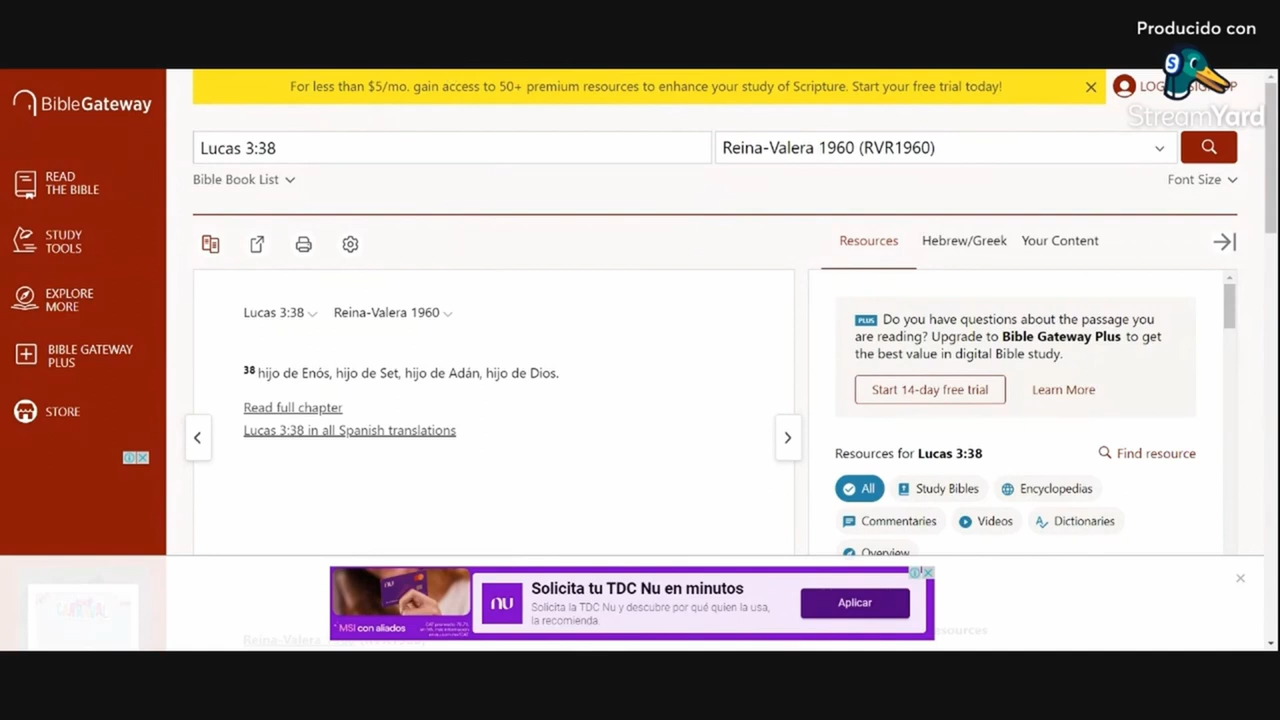 Producido con
StreamYard
For less than $5/mo. gain access to 50+ premium resources to enhance your study of Scripture. Start your free trial today!
BibleGateway
Lucas 3:38
Reina-Valera 1960 (RVR1960)
Bible Book List
Font Size
READ
THE BIBLE
STUDY
TOOLS
EXPLORE
MORE
BIBLE GATEWAY
PLUS
STORE
Resources Hebrew/Greek Your Content
Lucas 3:38 Reina-Valera 1960
38 hijo de Enós, hijo de Set, hijo de Adán, hijo de Dios.
Read full chapter
Lucas 3:38 in all Spanish translations
PLUS Do you have questions about the passage you
are reading? Upgrade to Bible Gateway Plus to get
the best value in digital Bible study.
Start 14-day free trial Learn More
Resources for Lucas 3:38 Find resource
All Study Bibles Encyclopedias
Commentaries Videos Dictionaries
Overview
nu
MSI con aliados
nu
Solicita tu TDC Nu en minutos
Solicita la TDC Nu y descubre por qué quien la usa,
la recomienda.
Aplicar